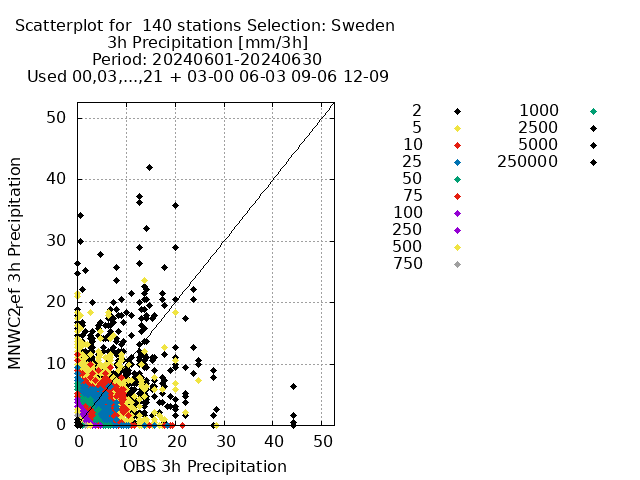 Scatterplot for  140 stations Selection: Sweden
3h Precipitation [mm/3h]
Period: 20240601-20240630
Used 00,03,...,21 + 03-00 06-03 09-06 12-09
MNWC2ref 3h Precipitation
50
40
30
20
10
0
0 10 20 30 40 50
OBS 3h Precipitation
2
5
10
25
50
75
100
250
500
750
1000
2500
5000
250000